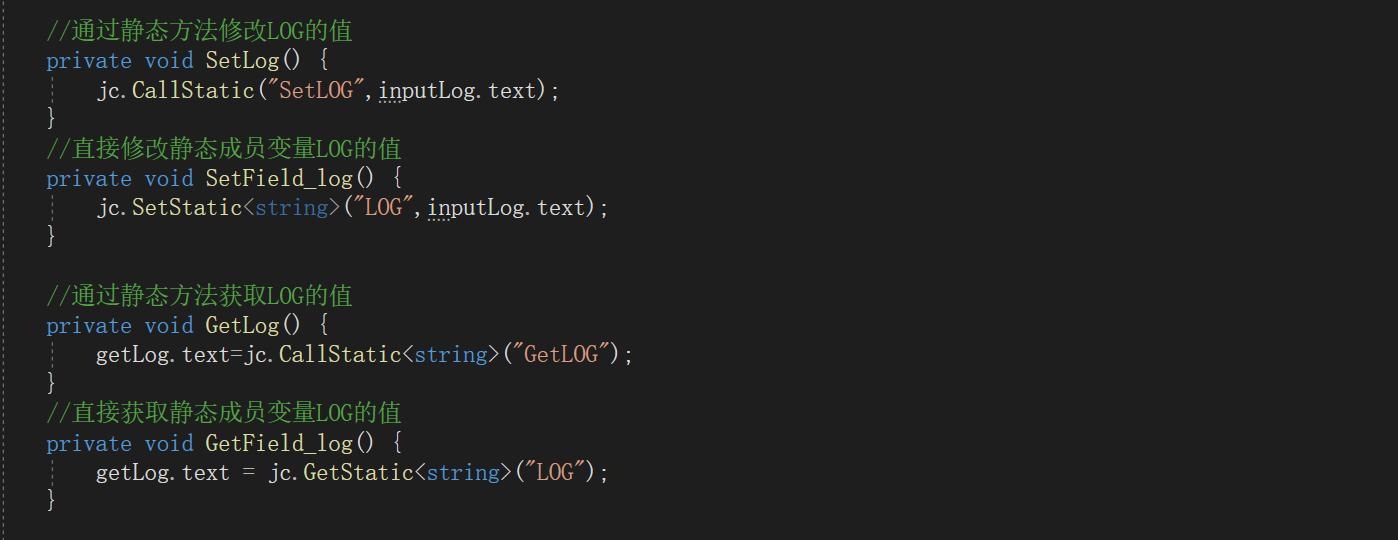 //通过静态方法修改LOG的值
private void SetLog() {
jc.CallStatic("SetLOG",inputLog.text);
}
//直接修改静态成员变量LOG的值
private void SetField_log() {
jc.SetStatic<string>("LOG",inputLog.text);
}
//通过静态方法获取LOG的值
private void GetLog() {
getLog.text=jc.CallStatic<string>("GetLOG");
}
//直接获取静态成员变量LOG的值
private void GetField_log() {
getLog.text = jc.GetStatic<string>("LOG");
}